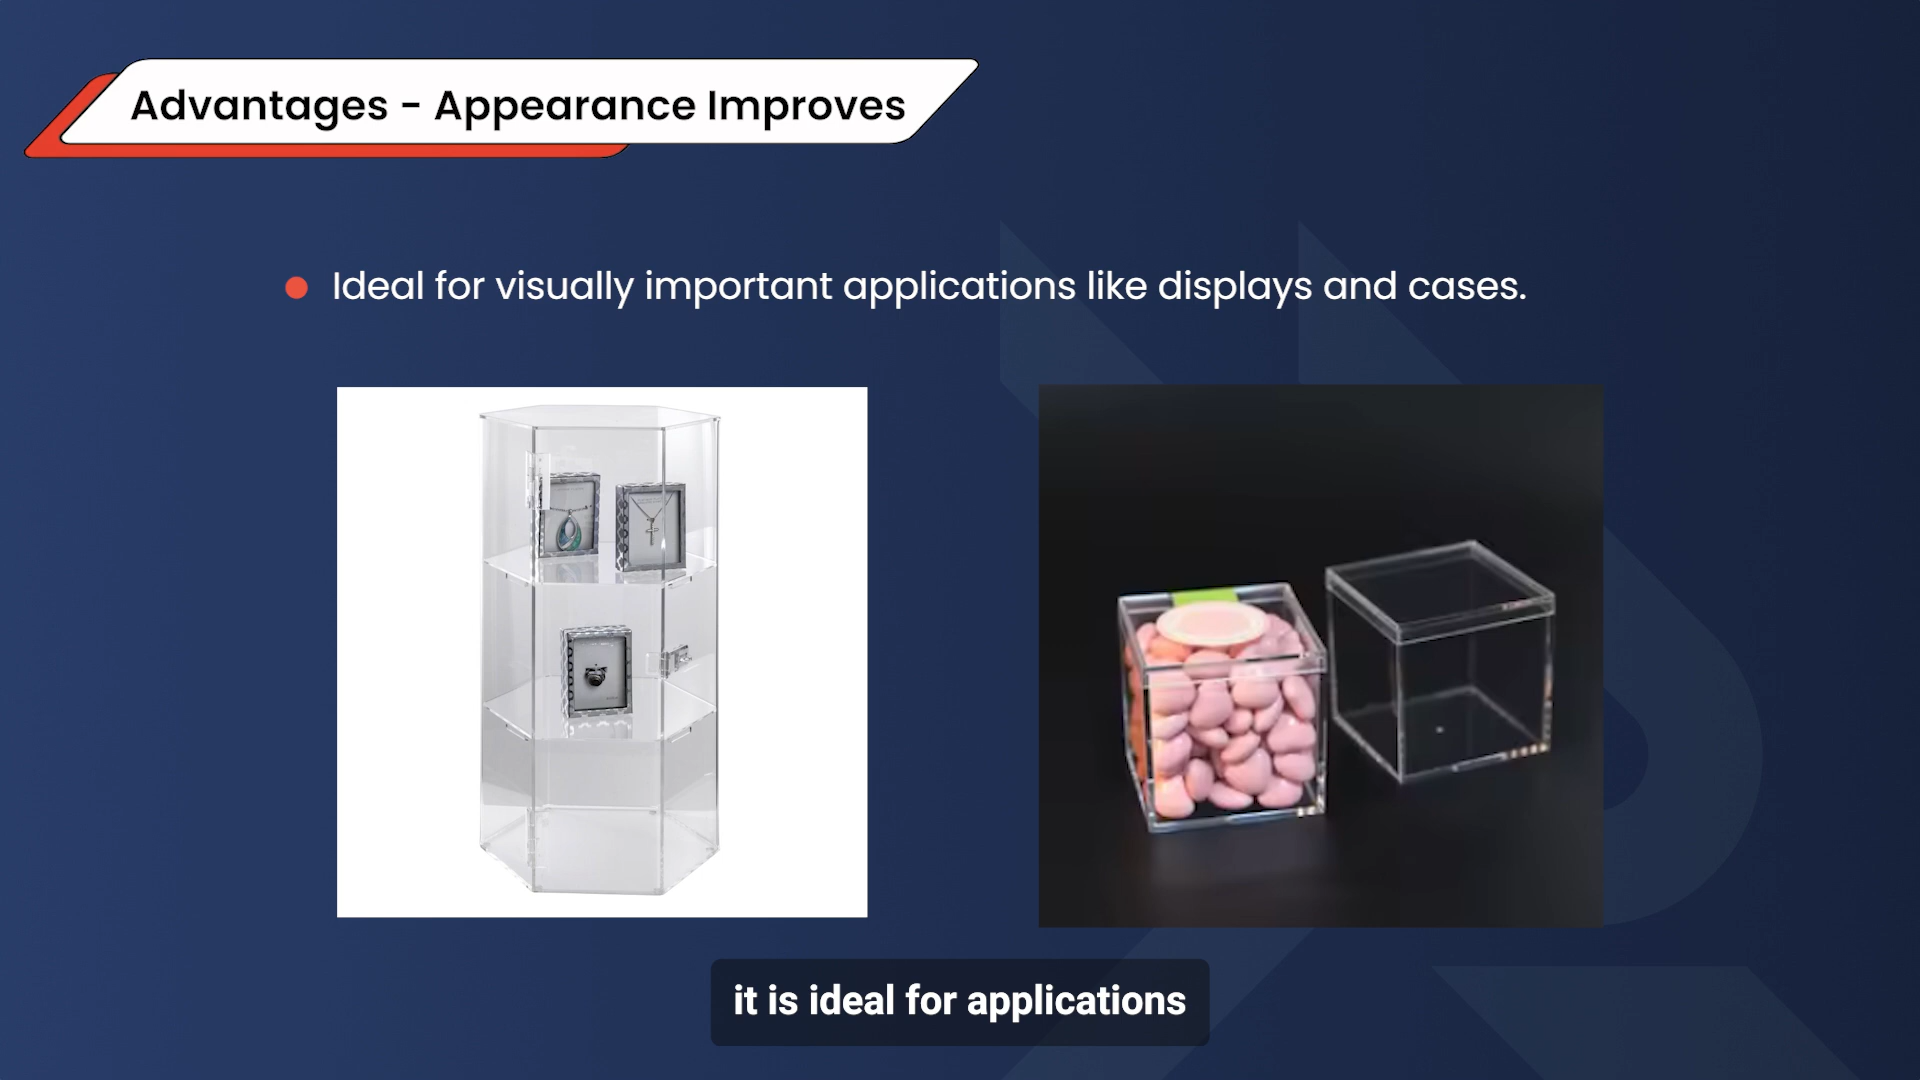 Advantages - Appearance Improves
Ideal for visually important applications like displays and cases.
it is ideal for applications